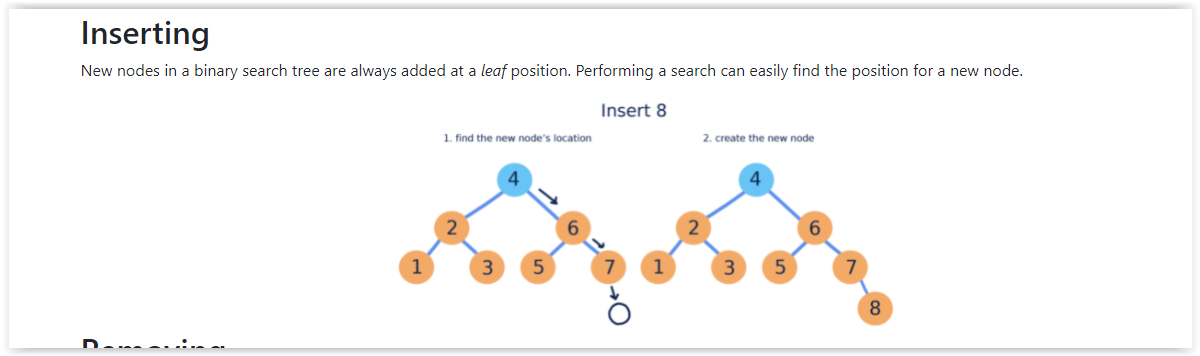 Inserting
New nodes in a binary search tree are always added at a leaf position. Performing a search can easily find the position for a new node.
Insert 8
1. find the new node's location
2. create the new node
4
4
2
6
2
6
1
3
5
7
1
3
5
7
8
Removing